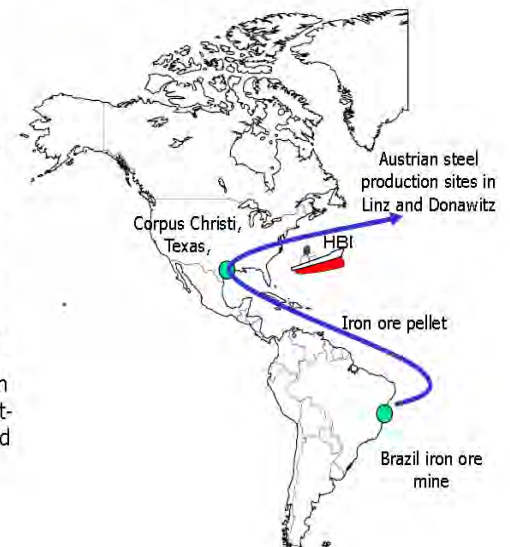 Austrian steel
production sites in
Linz and Donawitz
Corpus Christi,
Texas,
HBI
Iron ore pellet
Brazil iron ore
mine